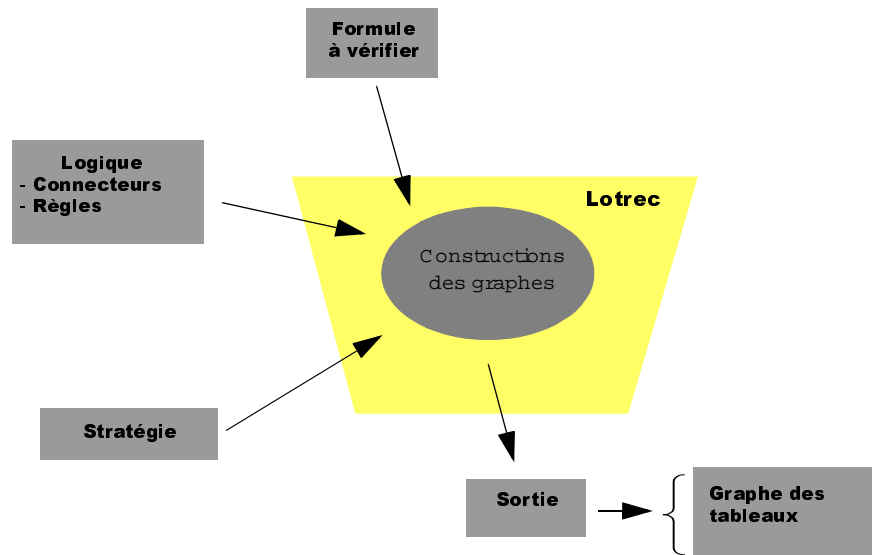 Formule
à vérifier
Logique
- Connecteurs
- Règles
Lotrec
Constructions
des graphes
Stratégie
Sortie
Graphe des
tableaux